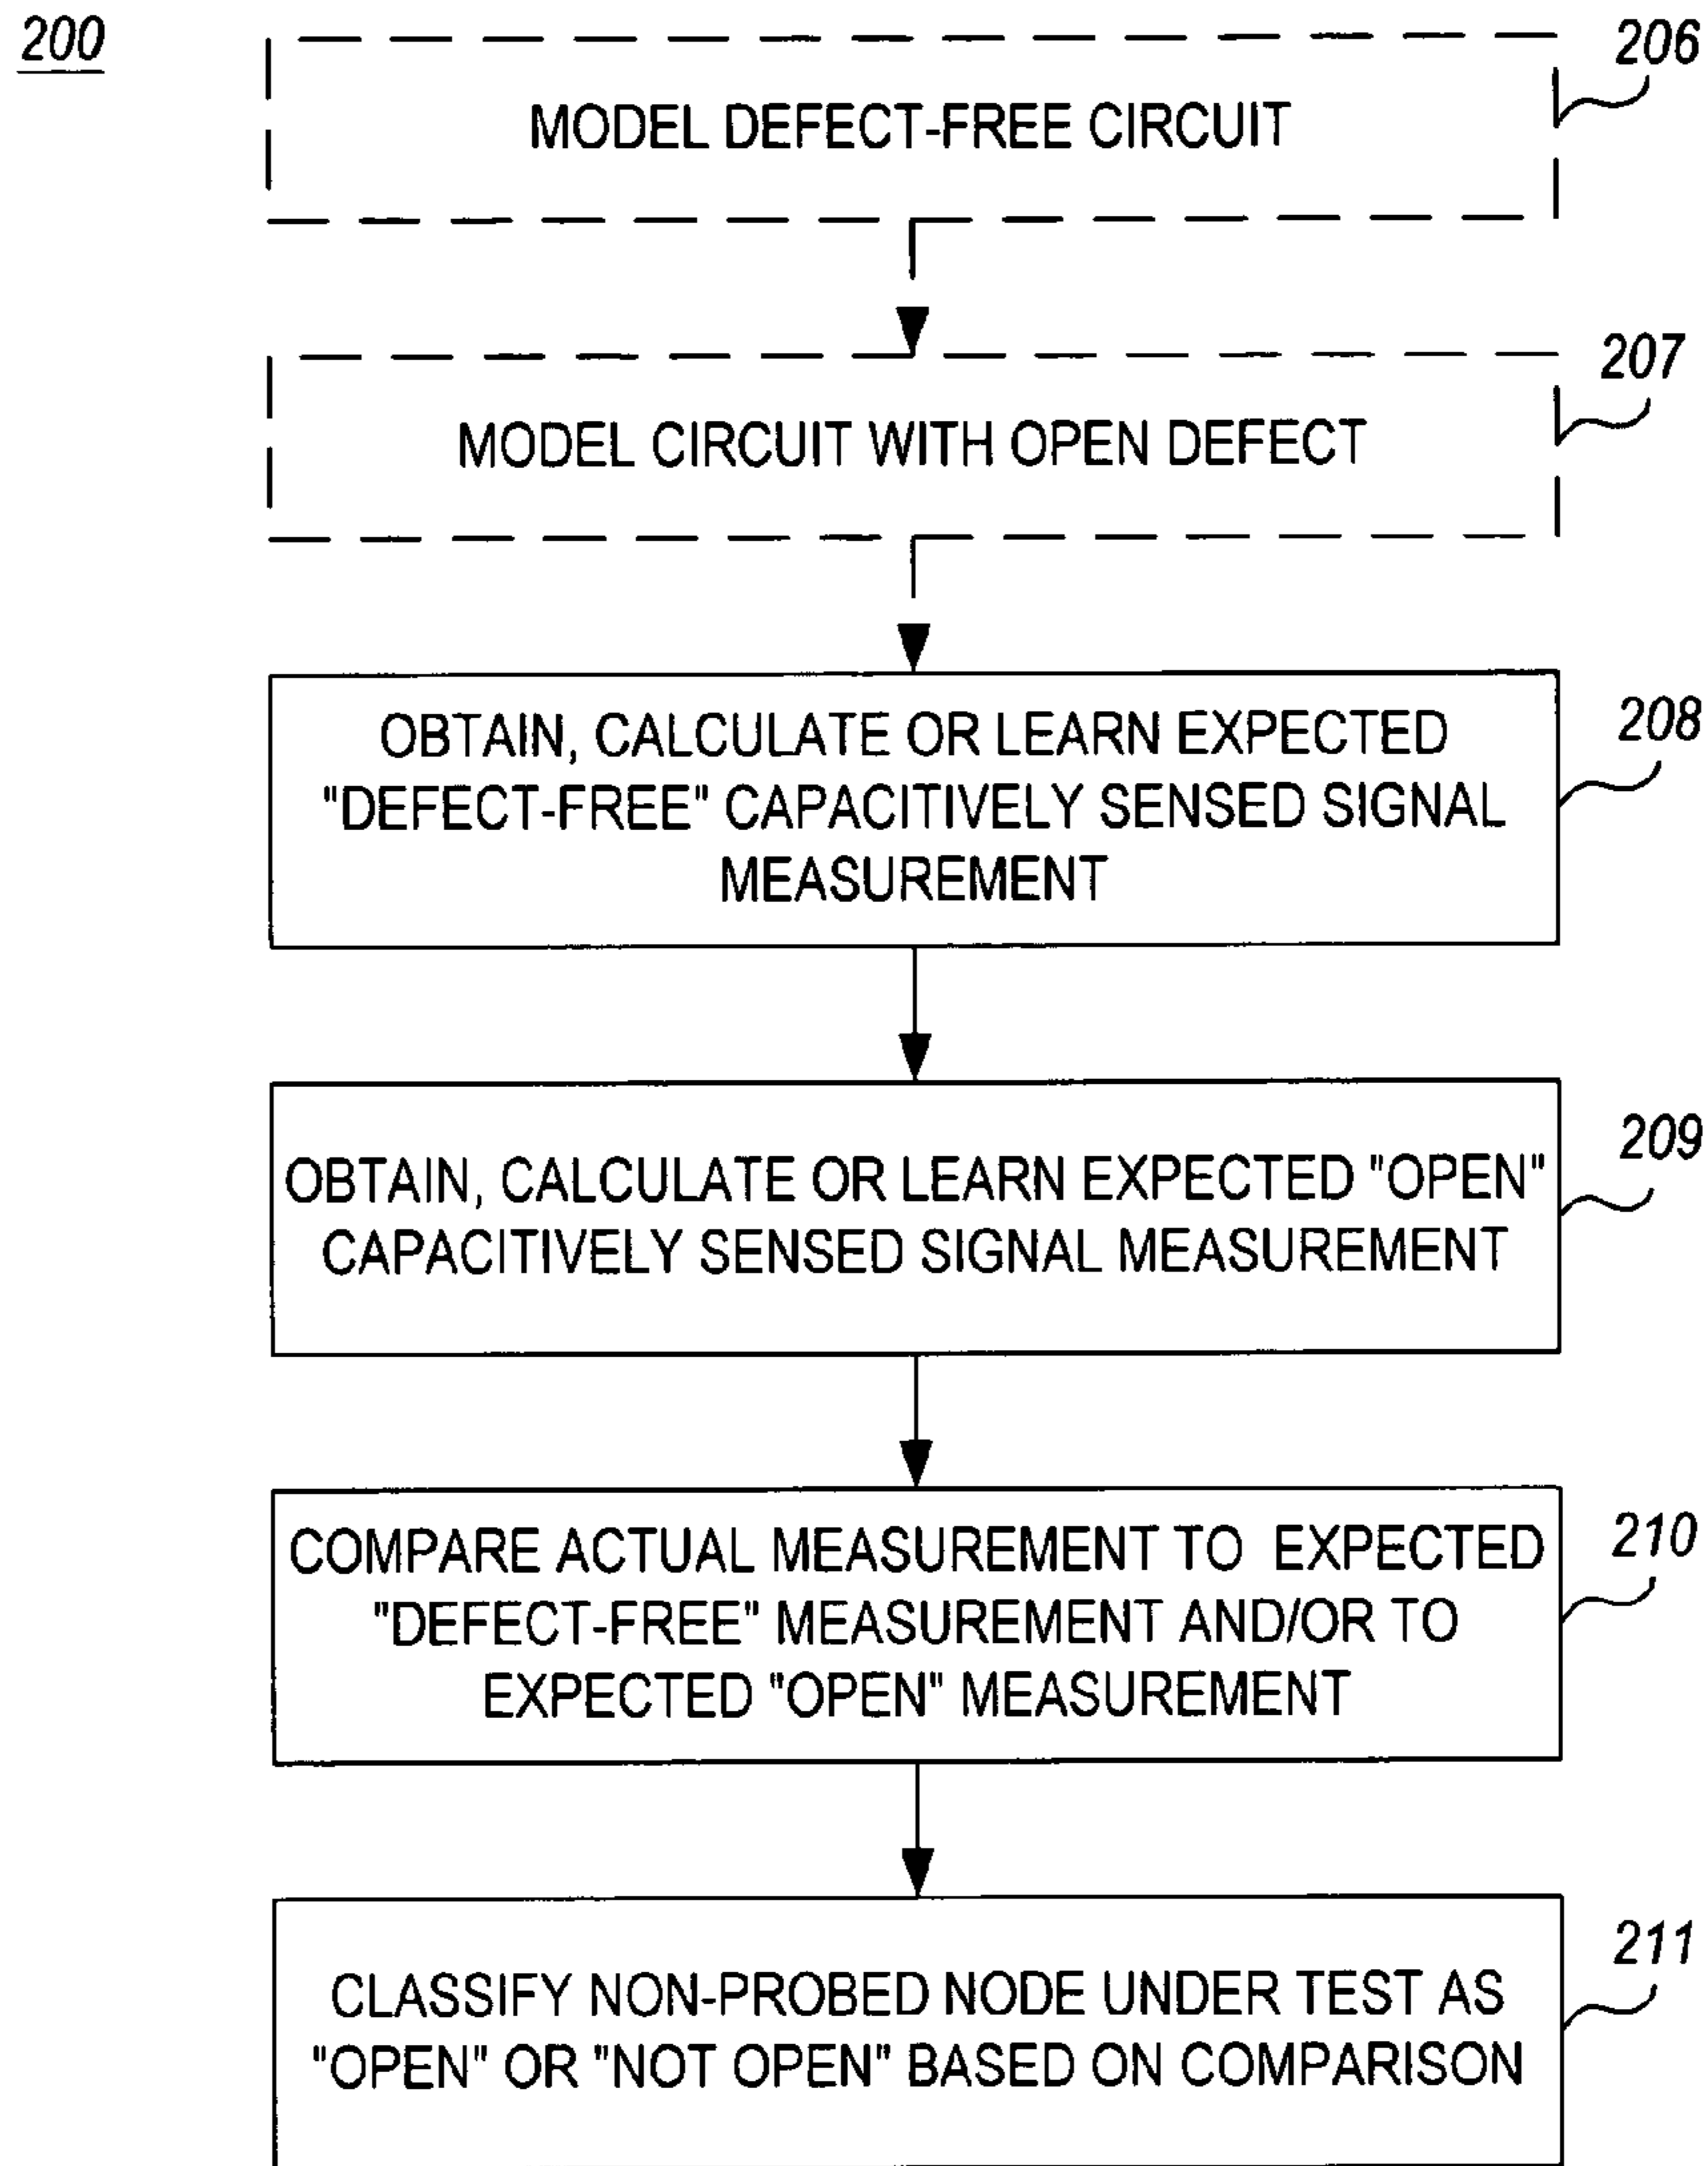 200
206
MODEL DEFECT-FREE CIRCUIT
207
MODEL CIRCUIT WITH OPEN DEFECT
208
OBTAIN, CALCULATE OR LEARN EXPECTED
"DEFECT-FREE" CAPACITIVELY SENSED SIGNAL
MEASUREMENT
209
OBTAIN, CALCULATE OR LEARN EXPECTED "OPEN"
CAPACITIVELY SENSED SIGNAL MEASUREMENT
210
COMPARE ACTUAL MEASUREMENT TO EXPECTED
"DEFECT-FREE" MEASUREMENT AND/OR TO
EXPECTED "OPEN" MEASUREMENT
211
CLASSIFY NON-PROBED NODE UNDER TEST AS
"OPEN" OR "NOT OPEN" BASED ON COMPARISON